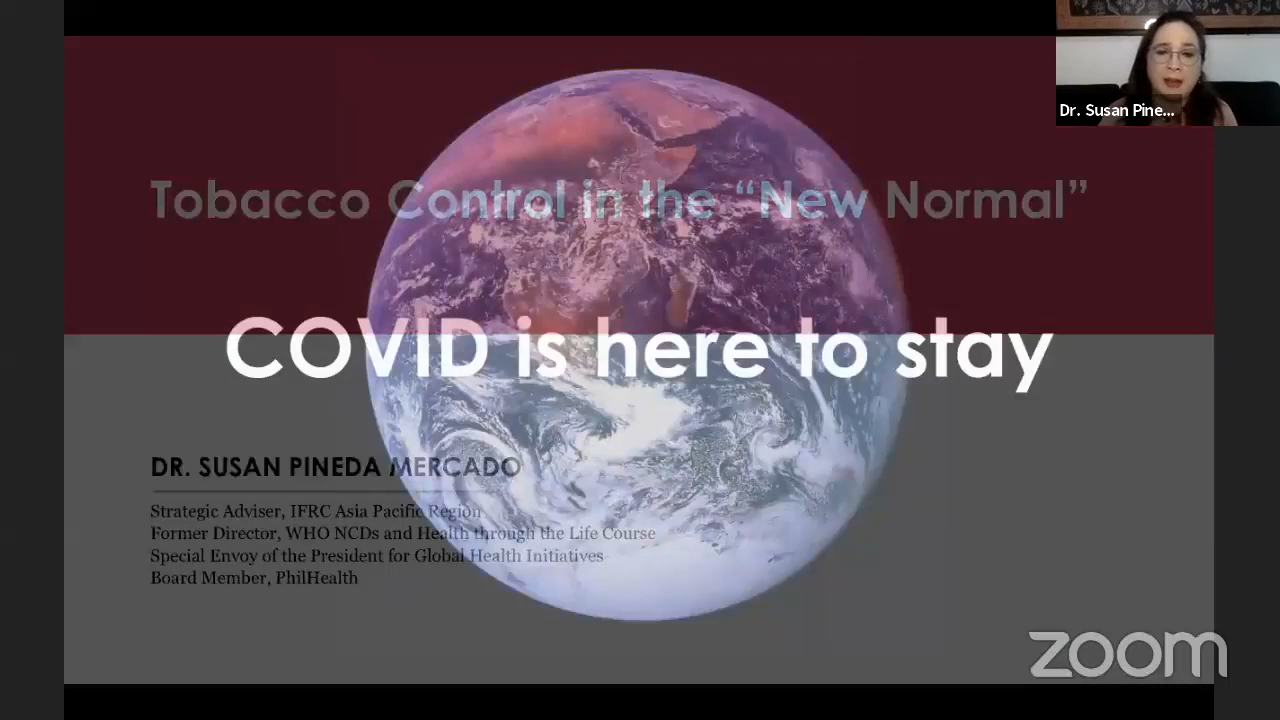 Dr. Susan Pine...
Tobacco Control in the “New Normal”
COVID is here to stay
DR. SUSAN PINEDA MERCADO
Strategic Adviser, IFRC Asia Pacific Region
Former Director, WHO NCDs and Health through the Life Course
Special Envoy of the President for Global Health Initiatives
Board Member, PhilHealth
zoom